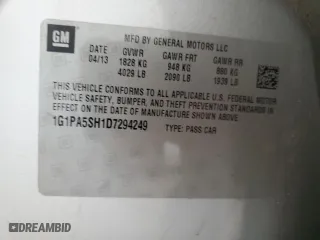 GM
MFD BY GENERAL MOTORS LLC
DATE GVWR GAWR FRT GAWR RR
04/13 1828 KG 948 KG 880 KG
4029 LB 2090 LB 1939 LB
THIS VEHICLE CONFORMS TO ALL APPLICABLE U.S. FEDERAL MOTOR
VEHICLE SAFETY, BUMPER, AND THEFT PREVENTION STANDARDS IN
EFFECT ON THE DATE OF MANUFACTURE SHOWN ABOVE.
1G1PA5SH1D7294249 TYPE: PASS CAR
© DREAMBID